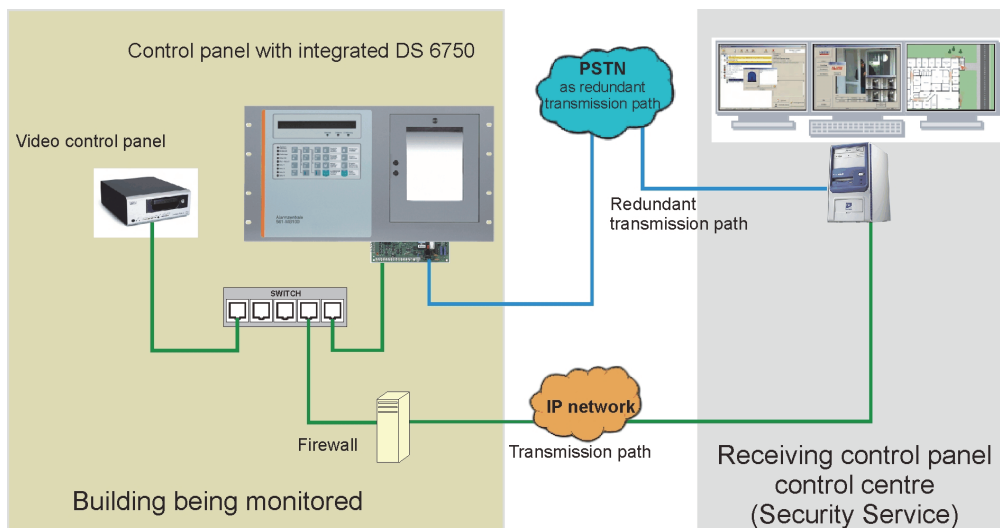 Control panel with integrated DS 6750
PSTN
as redundant
transmission path
Video control panel
Redundant
transmission path
SWITCH
IP network
Firewall
Transmission path
Building being monitored
Receiving control panel
control centre
(Security Service)